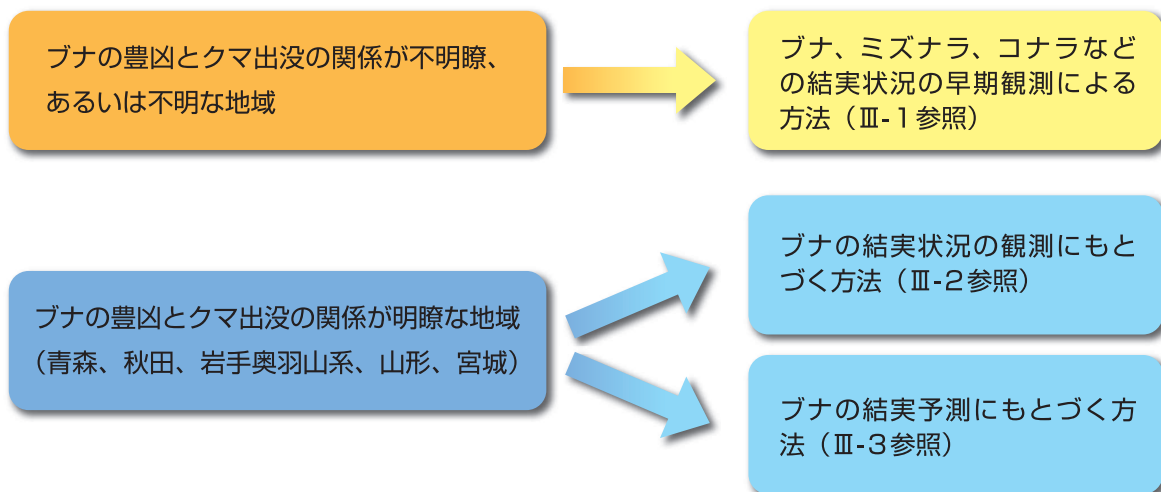 ブナの豊凶とクマ出没の関係が不明瞭、
あるいは不明な地域
ブナ、ミズナラ、コナラなど
の結実状況の早期観測による
方法（Ⅲ-1参照）
ブナの豊凶とクマ出没の関係が明瞭な地域
（青森、秋田、岩手奥羽山系、山形、宮城）
ブナの結実状況の観測にもと
づく方法（Ⅲ-2参照）
ブナの結実予測にもとづく方
法（Ⅲ-3参照）